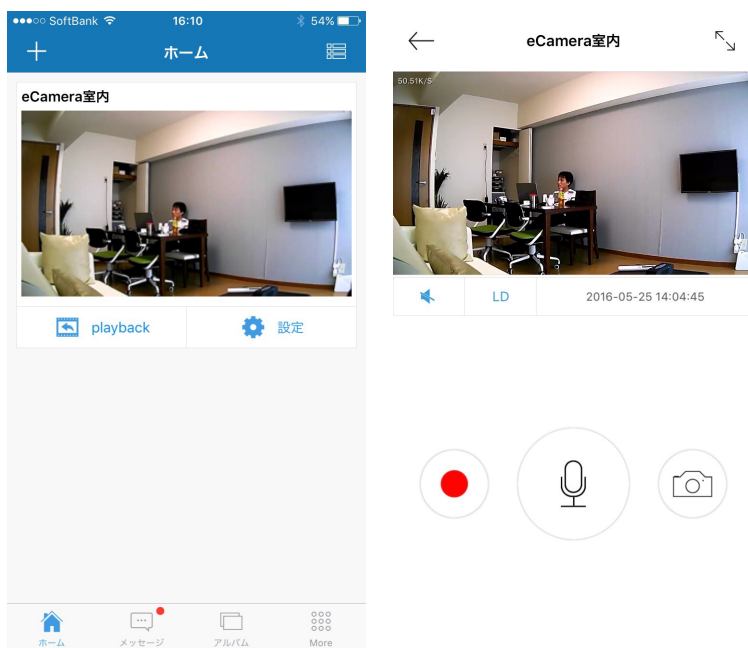 SoftBank 16:10 54%
ホーム
eCamera室内
playback 設定
ホーム メッセージ アルバム More
eCamera室内
50.51K/S
LD 2016-05-25 14:04:45